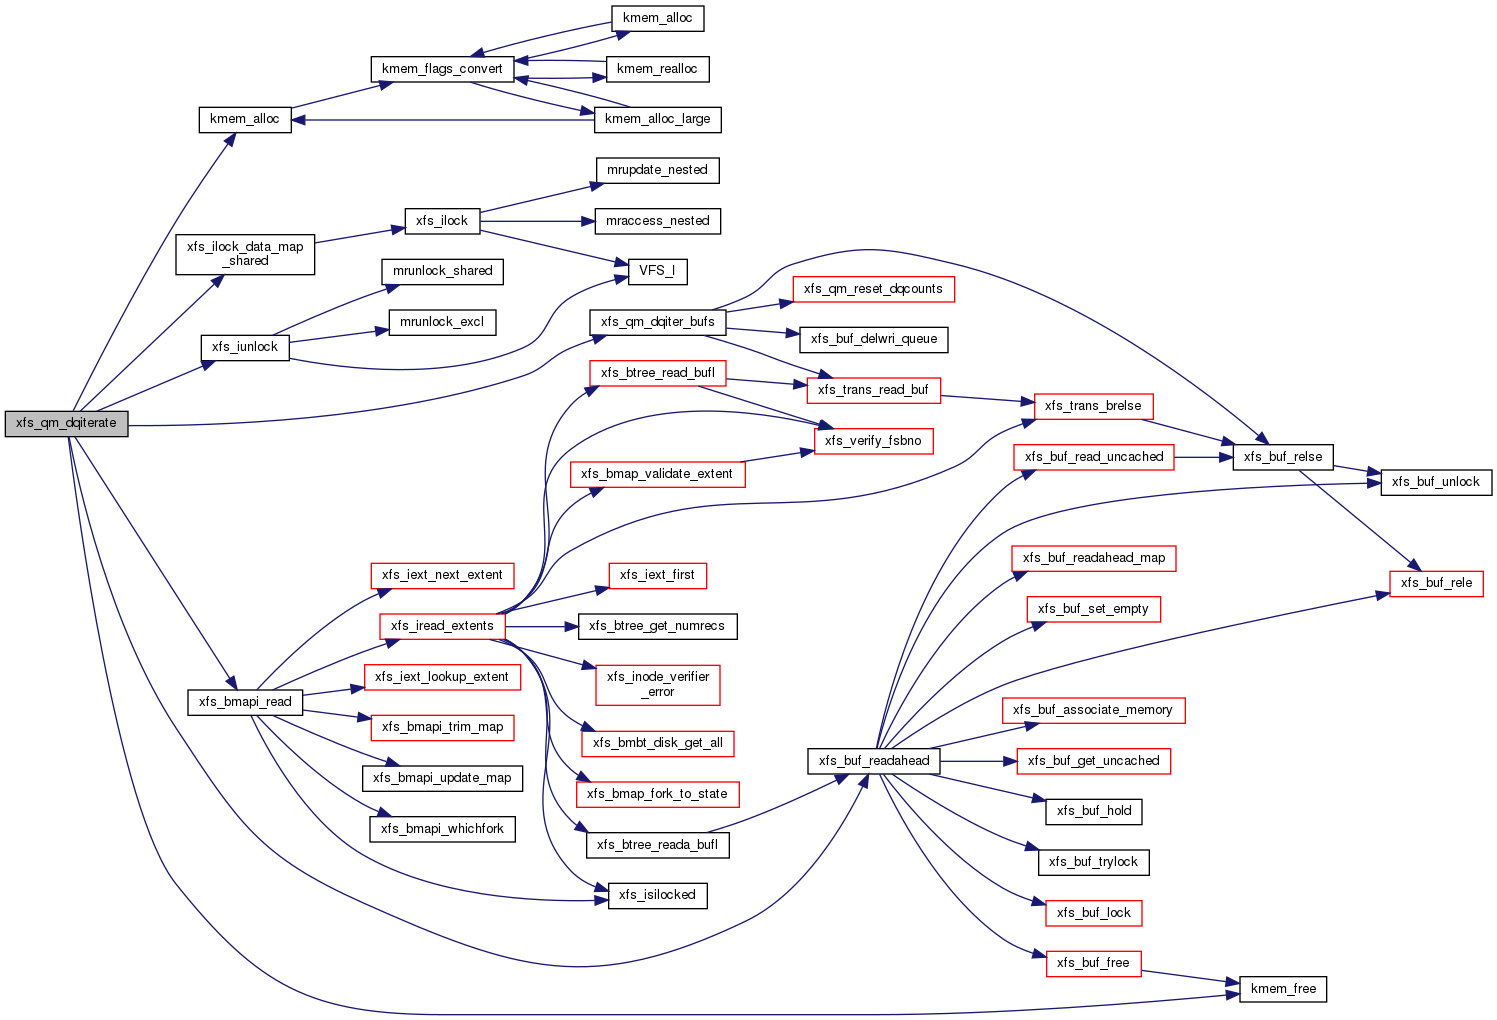 kmem_alloc
kmem_flags_convert
kmem_realloc
kmem_alloc
kmem_alloc_large
mrupdate_nested
xfs_ilock
mraccess_nested
xfs_ilock_data_map
_shared
mrunlock_shared
VFS_I
xfs_qm_reset_dqcounts
mrunlock_excl
xfs_qm_dqiter_bufs
xfs_buf_delwri_queue
xfs_iunlock
xfs_btree_read_bufl
xfs_trans_read_buf
xfs_trans_brelse
xfs_qm_dqiterate
xfs_verify_fsbno
xfs_buf_read_uncached
xfs_buf_relse
xfs_bmap_validate_extent
xfs_buf_unlock
xfs_buf_readahead_map
xfs_iext_next_extent
xfs_iext_first
xfs_buf_rele
xfs_buf_set_empty
xfs_iread_extents
xfs_btree_get_numrecs
xfs_iext_lookup_extent
xfs_inode_verifier
_error
xfs_bmapi_read
xfs_buf_associate_memory
xfs_bmapi_trim_map
xfs_bmbt_disk_get_all
xfs_buf_readahead
xfs_buf_get_uncached
xfs_bmapi_update_map
xfs_bmap_fork_to_state
xfs_buf_hold
xfs_bmapi_whichfork
xfs_btree_reada_bufl
xfs_buf_trylock
xfs_isilocked
xfs_buf_lock
xfs_buf_free
kmem_free